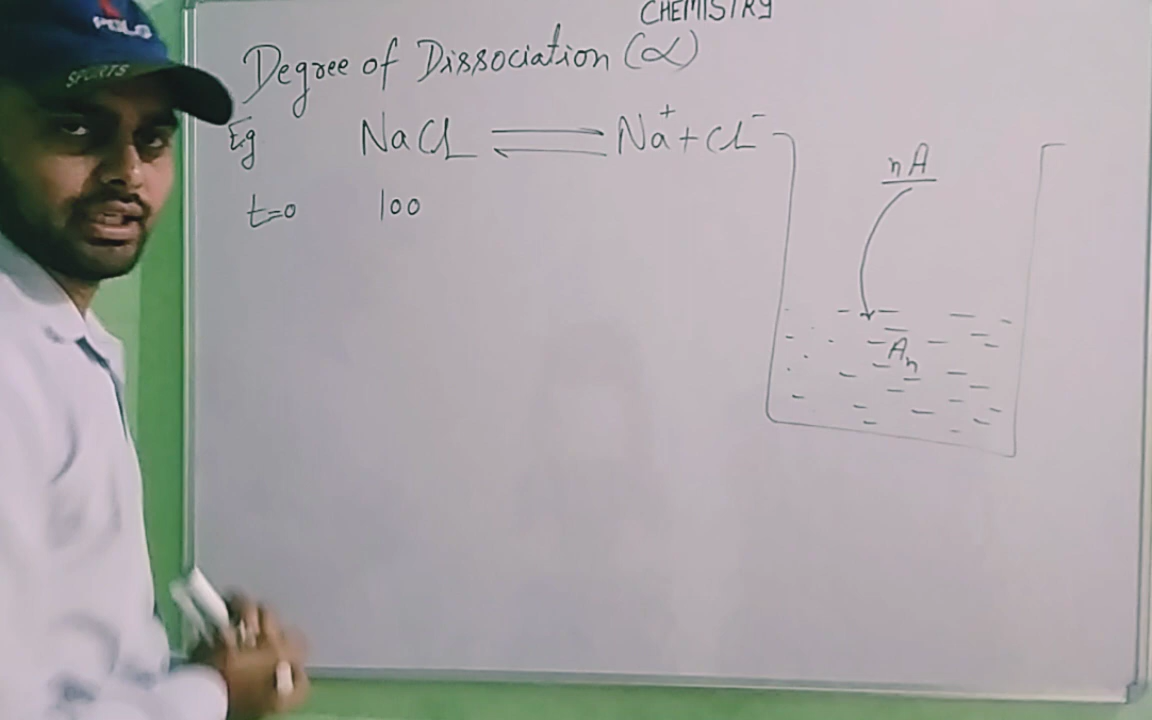 POLO
SPORTS
CHEMISTRY
Degree of Dissociation (α)
Eg NaCl ⇌ Na⁺ + Cl⁻
t=0 100
nA
Aₙ